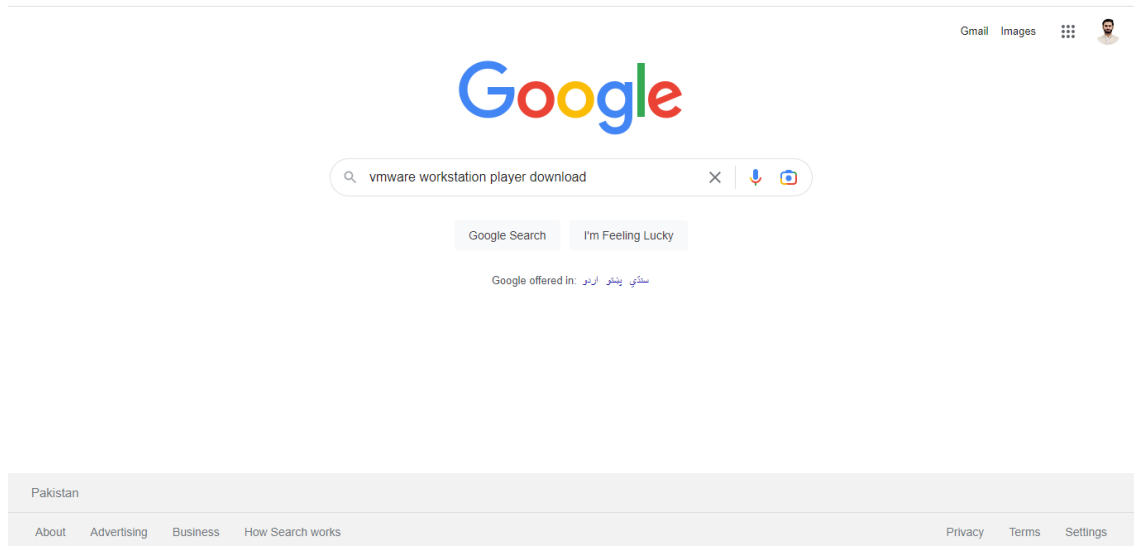 Gmail Images
Google
vmware workstation player download
Google Search I'm Feeling Lucky
Google offered in: اردو پښتو سنڌي
Pakistan
About Advertising Business How Search works Privacy Terms Settings